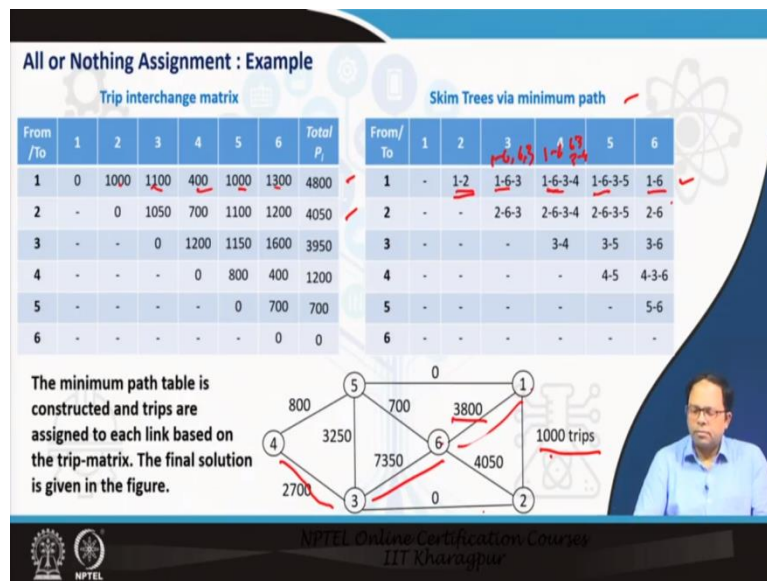 All or Nothing Assignment : Example
Trip interchange matrix
From /To 1 2 3 4 5 6 Total Pi
1 0 1000 1100 400 1000 1300 4800
2 - 0 1050 700 1100 1200 4050
3 - - 0 1200 1150 1600 3950
4 - - - 0 800 400 1200
5 - - - - 0 700 700
6 - - - - - 0 0
Skim Trees via minimum path
From/ To 1 2 3 4 5 6
1-6, 6,3 1-6 63
1 - 1-2 1-6-3 1-6-3-4 1-6-3-5 1-6
2 - - 2-6-3 2-6-3-4 2-6-3-5 2-6
3 - - - 3-4 3-5 3-6
4 - - - - 4-5 4-3-6
5 - - - - - 5-6
6 - - - - - -
The minimum path table is
constructed and trips are
assigned to each link based on
the trip-matrix. The final solution
is given in the figure.
0
5 1
800 700 3800
4 3250 6 1000 trips
7350 4050
2700
3 0 2
NPTEL Online Certification Courses
IIT Kharagpur
NPTEL